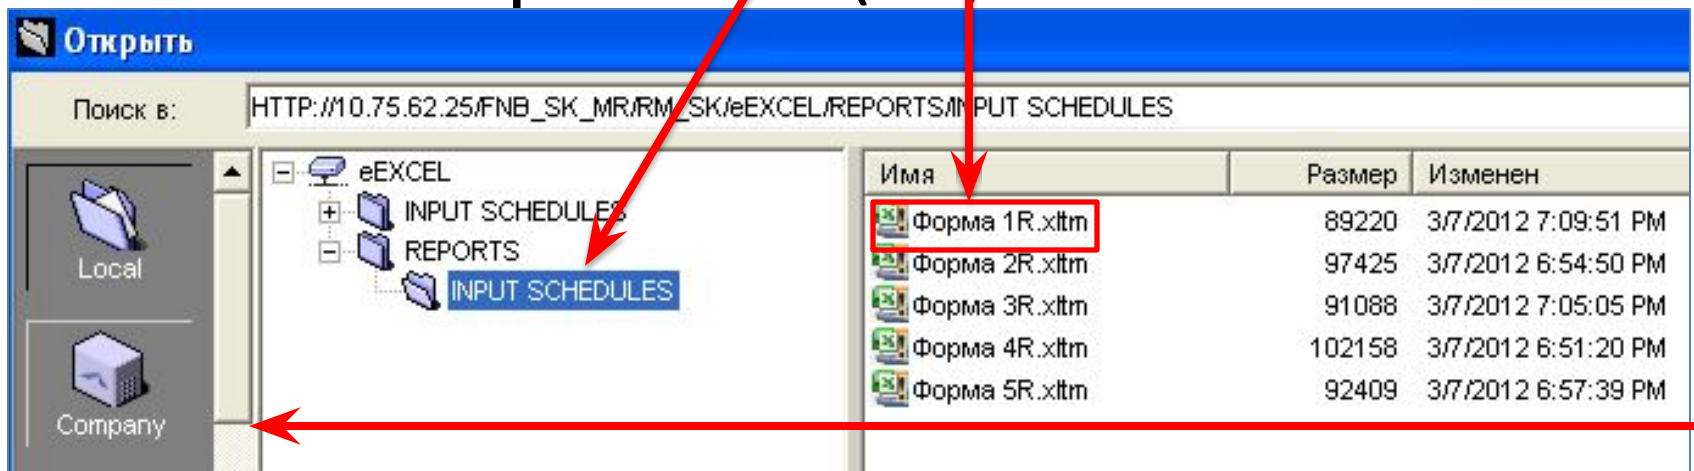 Открыть
Поиск в: HTTP://10.75.62.25/FNB_SK_MR/RM_SK/eEXCEL/REPORTS/INPUT SCHEDULES
Local
Company
eEXCEL
INPUT SCHEDULES
REPORTS
INPUT SCHEDULES
Имя Размер Изменен
Форма 1R.xltm 89220 3/7/2012 7:09:51 PM
Форма 2R.xltm 97425 3/7/2012 6:54:50 PM
Форма 3R.xltm 91088 3/7/2012 7:05:05 PM
Форма 4R.xltm 102158 3/7/2012 6:51:20 PM
Форма 5R.xltm 92409 3/7/2012 6:57:39 PM